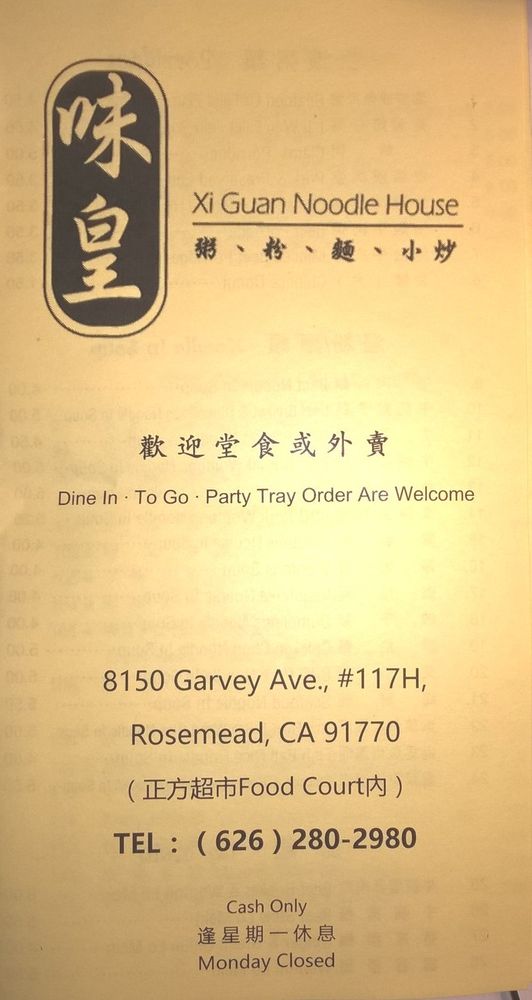 味皇
Xi Guan Noodle House
粥、粉、麵、小炒
歡迎堂食或外賣
Dine In · To Go · Party Tray Order Are Welcome
8150 Garvey Ave., #117H,
Rosemead, CA 91770
(正方超市Food Court內)
TEL：(626) 280-2980
Cash Only
逢星期一休息
Monday Closed